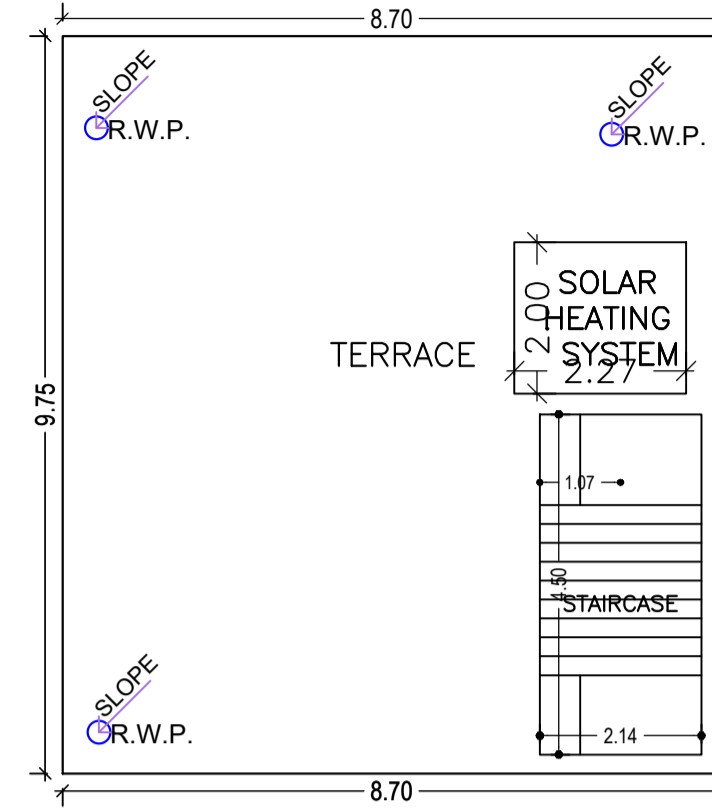 8.70
SLOPE
R.W.P.
SLOPE
R.W.P.
SOLAR
HEATING
SYSTEM
2.00
2.27
TERRACE
9.75
1.07
4.50
STAIRCASE
SLOPE
R.W.P.
2.14
8.70